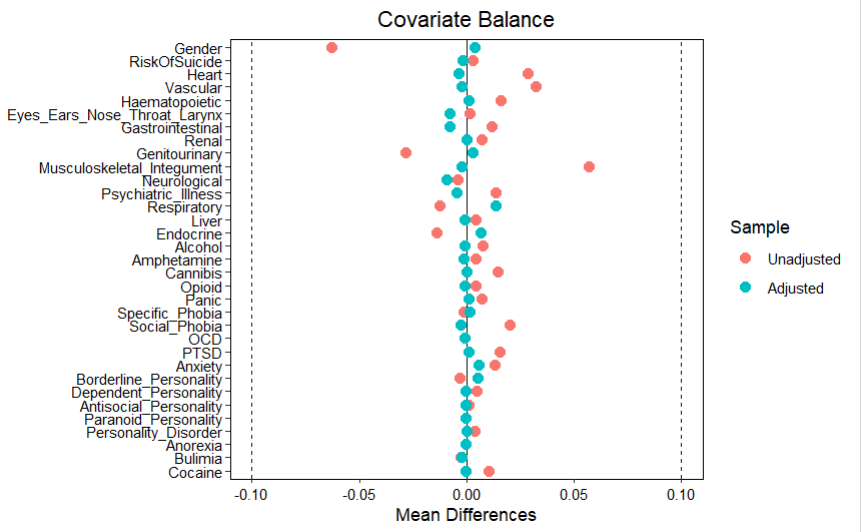 Covariate Balance
Gender
RiskOfSuicide
Heart
Vascular
Haematopoietic
Eyes_Ears_Nose_Throat_Larynx
Gastrointestinal
Renal
Genitourinary
Musculoskeletal_Integument
Neurological
Psychiatric_Illness
Respiratory
Liver
Endocrine
Alcohol
Amphetamine
Cannibis
Opioid
Panic
Specific_Phobia
Social_Phobia
OCD
PTSD
Anxiety
Borderline_Personality
Dependent_Personality
Antisocial_Personality
Paranoid_Personality
Personality_Disorder
Anorexia
Bulimia
Cocaine
-0.10 -0.05 0.00 0.05 0.10
Mean Differences
Sample
Unadjusted
Adjusted